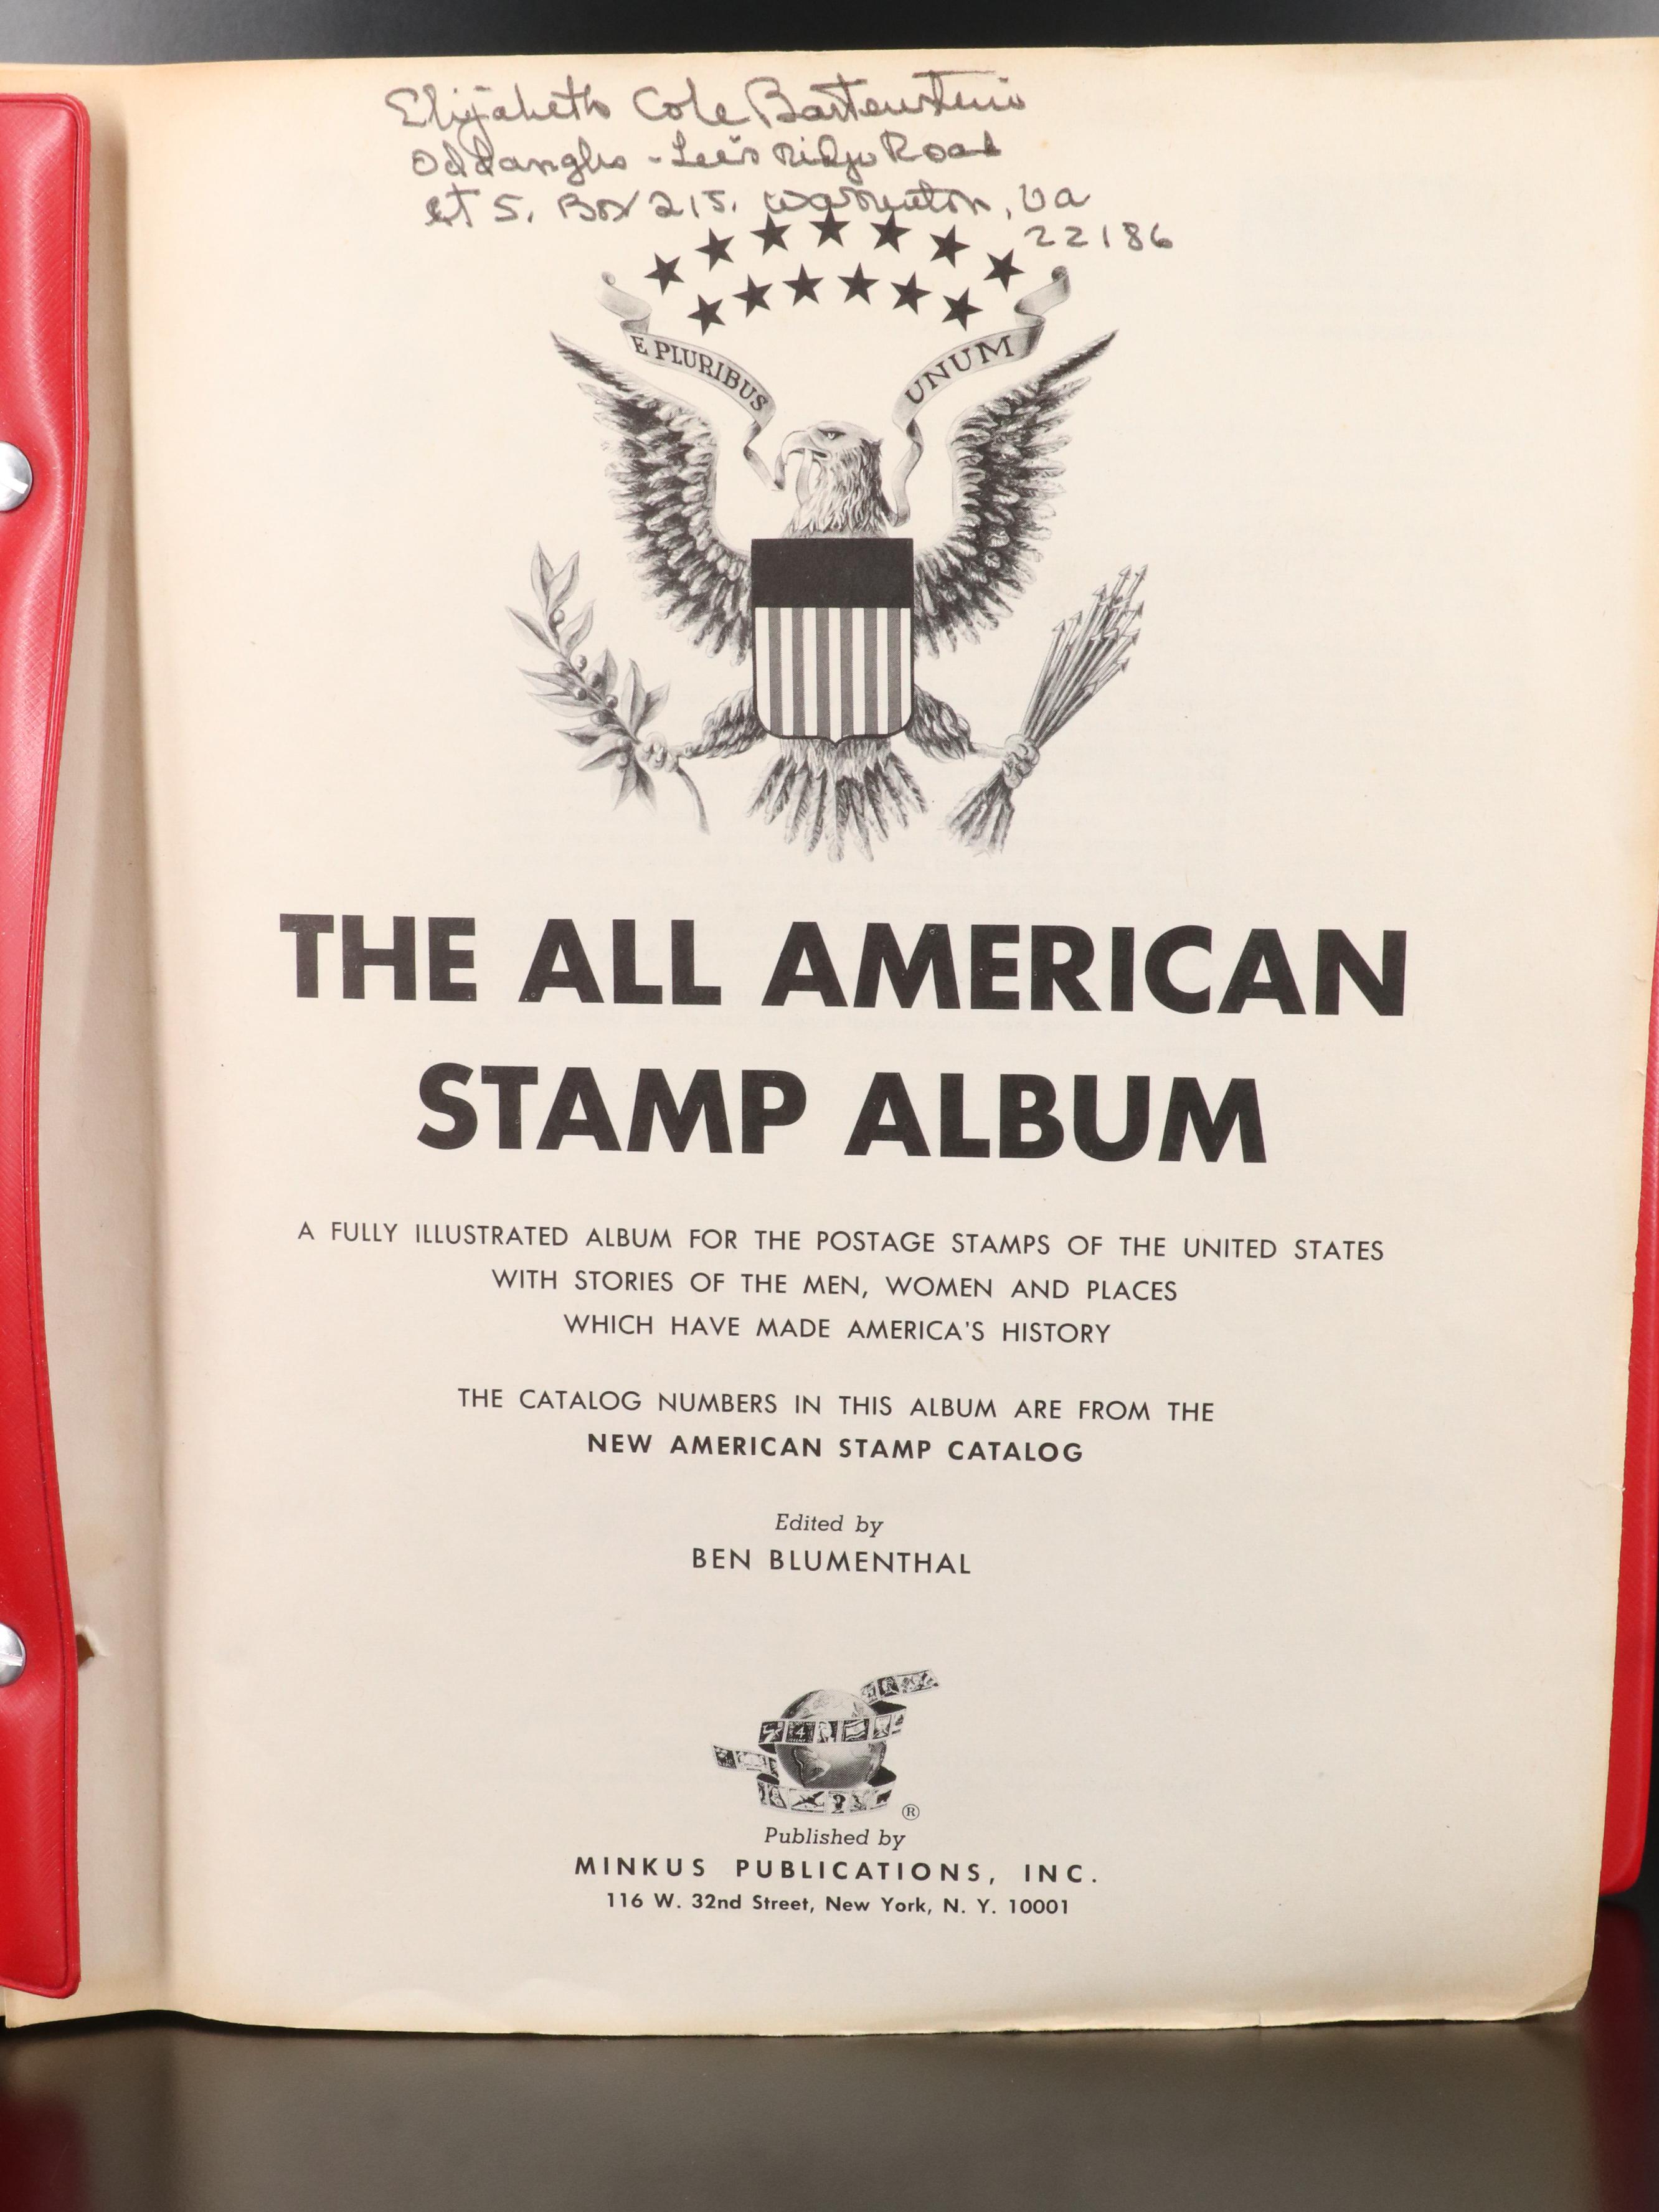 Elizabeth Cole Bartenstein
Oddangles - Lee's Ridge Road
Rt 5, Box 215, Warrenton, Va
22186
E PLURIBUS UNUM
THE ALL AMERICAN
STAMP ALBUM
A FULLY ILLUSTRATED ALBUM FOR THE POSTAGE STAMPS OF THE UNITED STATES
WITH STORIES OF THE MEN, WOMEN AND PLACES
WHICH HAVE MADE AMERICA'S HISTORY
THE CATALOG NUMBERS IN THIS ALBUM ARE FROM THE
NEW AMERICAN STAMP CATALOG
Edited by
BEN BLUMENTHAL
®
Published by
MINKUS PUBLICATIONS, INC.
116 W. 32nd Street, New York, N. Y. 10001